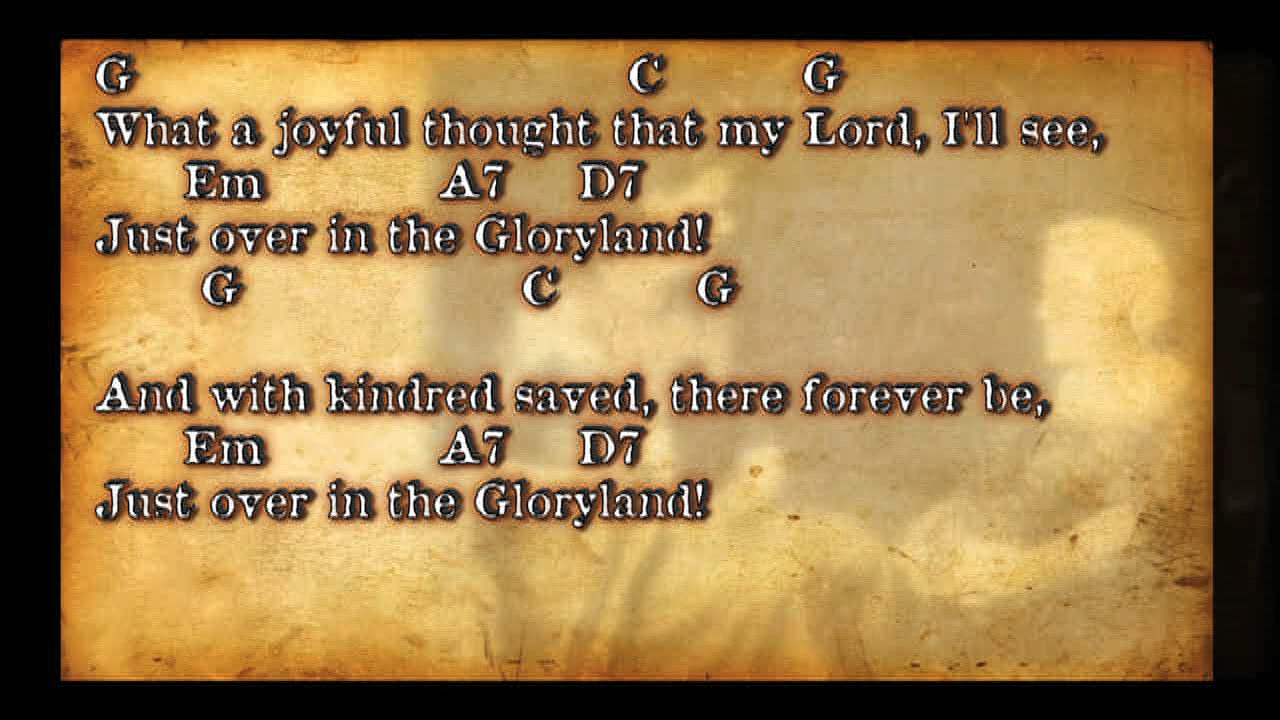 G C G
What a joyful thought that my Lord, I'll see,
Em A7 D7
Just over in the Gloryland!
G C G
And with kindred saved, there forever be,
Em A7 D7
Just over in the Gloryland!